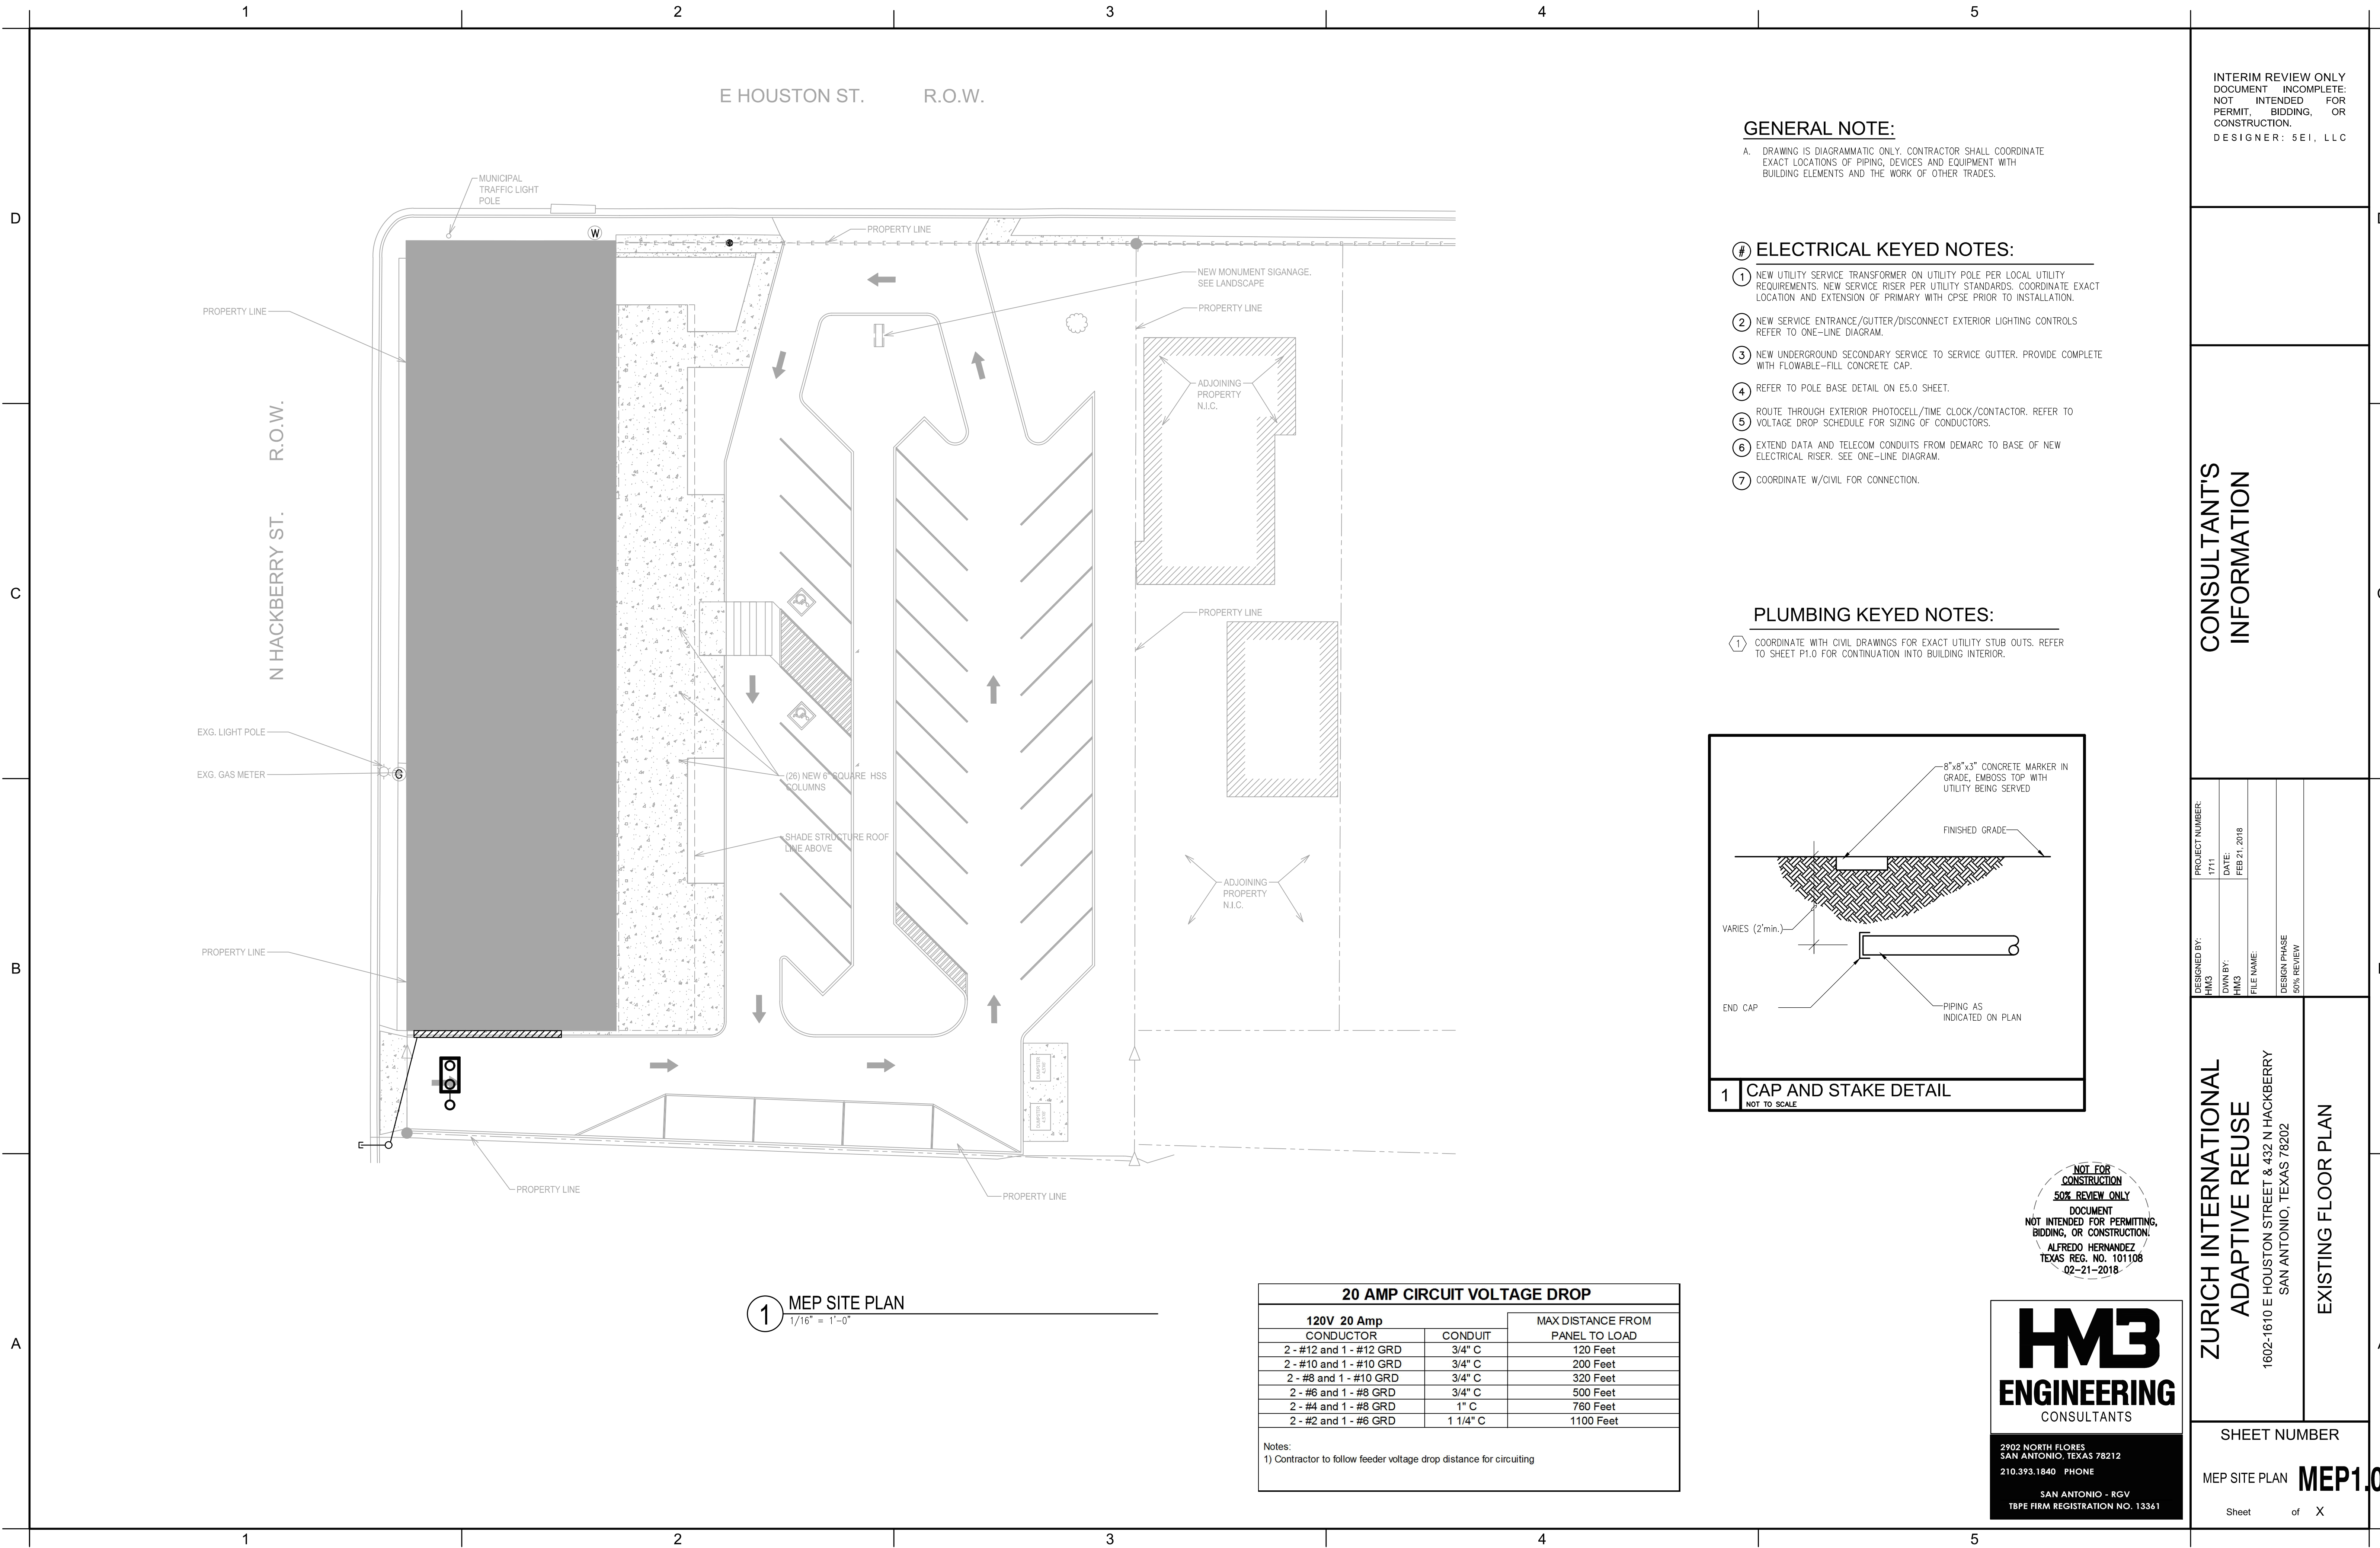 1 2 3 4 5
D
C
B
A
E HOUSTON ST. R.O.W.
MUNICIPAL
TRAFFIC LIGHT
POLE
W
PROPERTY LINE
NEW MONUMENT SIGANAGE.
SEE LANDSCAPE
PROPERTY LINE
PROPERTY LINE
ADJOINING
PROPERTY
N.I.C.
N HACKBERRY ST. R.O.W.
PROPERTY LINE
EXG. LIGHT POLE
EXG. GAS METER
G
(26) NEW 6" SQUARE HSS
COLUMNS
SHADE STRUCTURE ROOF
LINE ABOVE
ADJOINING
PROPERTY
N.I.C.
PROPERTY LINE
DUMPSTER
DUMPSTER
PROPERTY LINE
PROPERTY LINE
1 MEP SITE PLAN
1/16" = 1'-0"
GENERAL NOTE:
A. DRAWING IS DIAGRAMMATIC ONLY. CONTRACTOR SHALL COORDINATE
EXACT LOCATIONS OF PIPING, DEVICES AND EQUIPMENT WITH
BUILDING ELEMENTS AND THE WORK OF OTHER TRADES.
# ELECTRICAL KEYED NOTES:
1 NEW UTILITY SERVICE TRANSFORMER ON UTILITY POLE PER LOCAL UTILITY
REQUIREMENTS. NEW SERVICE RISER PER UTILITY STANDARDS. COORDINATE EXACT
LOCATION AND EXTENSION OF PRIMARY WITH CPSE PRIOR TO INSTALLATION.
2 NEW SERVICE ENTRANCE/GUTTER/DISCONNECT EXTERIOR LIGHTING CONTROLS
REFER TO ONE-LINE DIAGRAM.
3 NEW UNDERGROUND SECONDARY SERVICE TO SERVICE GUTTER. PROVIDE COMPLETE
WITH FLOWABLE-FILL CONCRETE CAP.
4 REFER TO POLE BASE DETAIL ON E5.0 SHEET.
5 ROUTE THROUGH EXTERIOR PHOTOCELL/TIME CLOCK/CONTACTOR. REFER TO
VOLTAGE DROP SCHEDULE FOR SIZING OF CONDUCTORS.
6 EXTEND DATA AND TELECOM CONDUITS FROM DEMARC TO BASE OF NEW
ELECTRICAL RISER. SEE ONE-LINE DIAGRAM.
7 COORDINATE W/CIVIL FOR CONNECTION.
PLUMBING KEYED NOTES:
1 COORDINATE WITH CIVIL DRAWINGS FOR EXACT UTILITY STUB OUTS. REFER
TO SHEET P1.0 FOR CONTINUATION INTO BUILDING INTERIOR.
8"x8"x3" CONCRETE MARKER IN
GRADE, EMBOSS TOP WITH
UTILITY BEING SERVED
FINISHED GRADE
VARIES (2'min.)
END CAP
PIPING AS
INDICATED ON PLAN
1 CAP AND STAKE DETAIL
NOT TO SCALE
20 AMP CIRCUIT VOLTAGE DROP
120V 20 Amp MAX DISTANCE FROM
CONDUCTOR CONDUIT PANEL TO LOAD
2 - #12 and 1 - #12 GRD 3/4" C 120 Feet
2 - #10 and 1 - #10 GRD 3/4" C 200 Feet
2 - #8 and 1 - #10 GRD 3/4" C 320 Feet
2 - #6 and 1 - #8 GRD 3/4" C 500 Feet
2 - #4 and 1 - #8 GRD 1" C 760 Feet
2 - #2 and 1 - #6 GRD 1 1/4" C 1100 Feet
Notes:
1) Contractor to follow feeder voltage drop distance for circuiting
NOT FOR
CONSTRUCTION
50% REVIEW ONLY
DOCUMENT
NOT INTENDED FOR PERMITTING,
BIDDING, OR CONSTRUCTION.
ALFREDO HERNANDEZ
TEXAS REG. NO. 101108
02-21-2018
HM3
ENGINEERING
CONSULTANTS
2902 NORTH FLORES
SAN ANTONIO, TEXAS 78212
210.393.1840 PHONE
SAN ANTONIO - RGV
TBPE FIRM REGISTRATION NO. 13361
INTERIM REVIEW ONLY
DOCUMENT INCOMPLETE:
NOT INTENDED FOR
PERMIT, BIDDING, OR
CONSTRUCTION.
DESIGNER: 5EI, LLC
CONSULTANT'S
INFORMATION
PROJECT NUMBER:
1711
DATE:
FEB 21, 2018
DESIGNED BY:
HM3
DWN BY:
HM3
FILE NAME:
DESIGN PHASE
50% REVIEW
ZURICH INTERNATIONAL
ADAPTIVE REUSE
1602-1610 E HOUSTON STREET & 432 N HACKBERRY
SAN ANTONIO, TEXAS 78202
EXISTING FLOOR PLAN
SHEET NUMBER
MEP SITE PLAN MEP1.0
Sheet of X
1 2 3 4 5